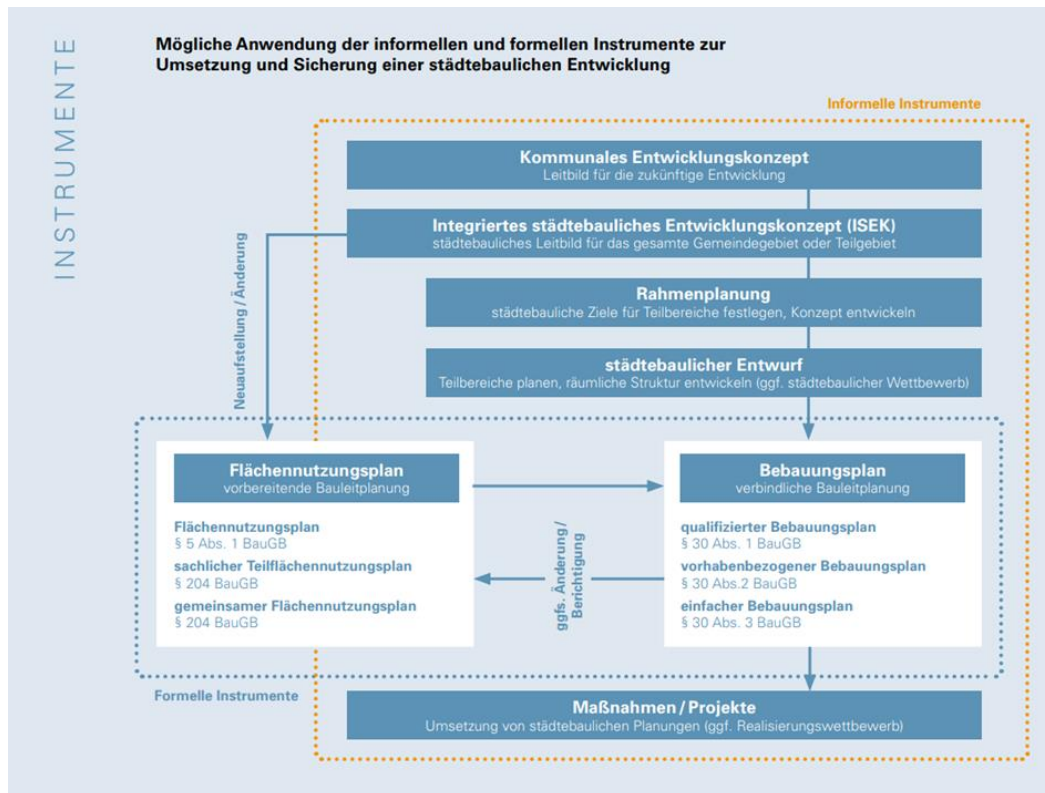 INSTRUMENTE
Mögliche Anwendung der informellen und formellen Instrumente zur
Umsetzung und Sicherung einer städtebaulichen Entwicklung
Informelle Instrumente
Kommunales Entwicklungskonzept
Leitbild für die zukünftige Entwicklung
Integriertes städtebauliches Entwicklungskonzept (ISEK)
städtebauliches Leitbild für das gesamte Gemeindegebiet oder Teilgebiet
Neuaufstellung / Änderung
Rahmenplanung
städtebauliche Ziele für Teilbereiche festlegen, Konzept entwickeln
städtebaulicher Entwurf
Teilbereiche planen, räumliche Struktur entwickeln (ggf. städtebaulicher Wettbewerb)
Flächennutzungsplan
vorbereitende Bauleitplanung
Flächennutzungsplan
§ 5 Abs. 1 BauGB
sachlicher Teilflächennutzungsplan
§ 204 BauGB
gemeinsamer Flächennutzungsplan
§ 204 BauGB
ggfs. Änderung /
Berichtigung
Bebauungsplan
verbindliche Bauleitplanung
qualifizierter Bebauungsplan
§ 30 Abs. 1 BauGB
vorhabenbezogener Bebauungsplan
§ 30 Abs.2 BauGB
einfacher Bebauungsplan
§ 30 Abs. 3 BauGB
Formelle Instrumente
Maßnahmen / Projekte
Umsetzung von städtebaulichen Planungen (ggf. Realisierungswettbewerb)